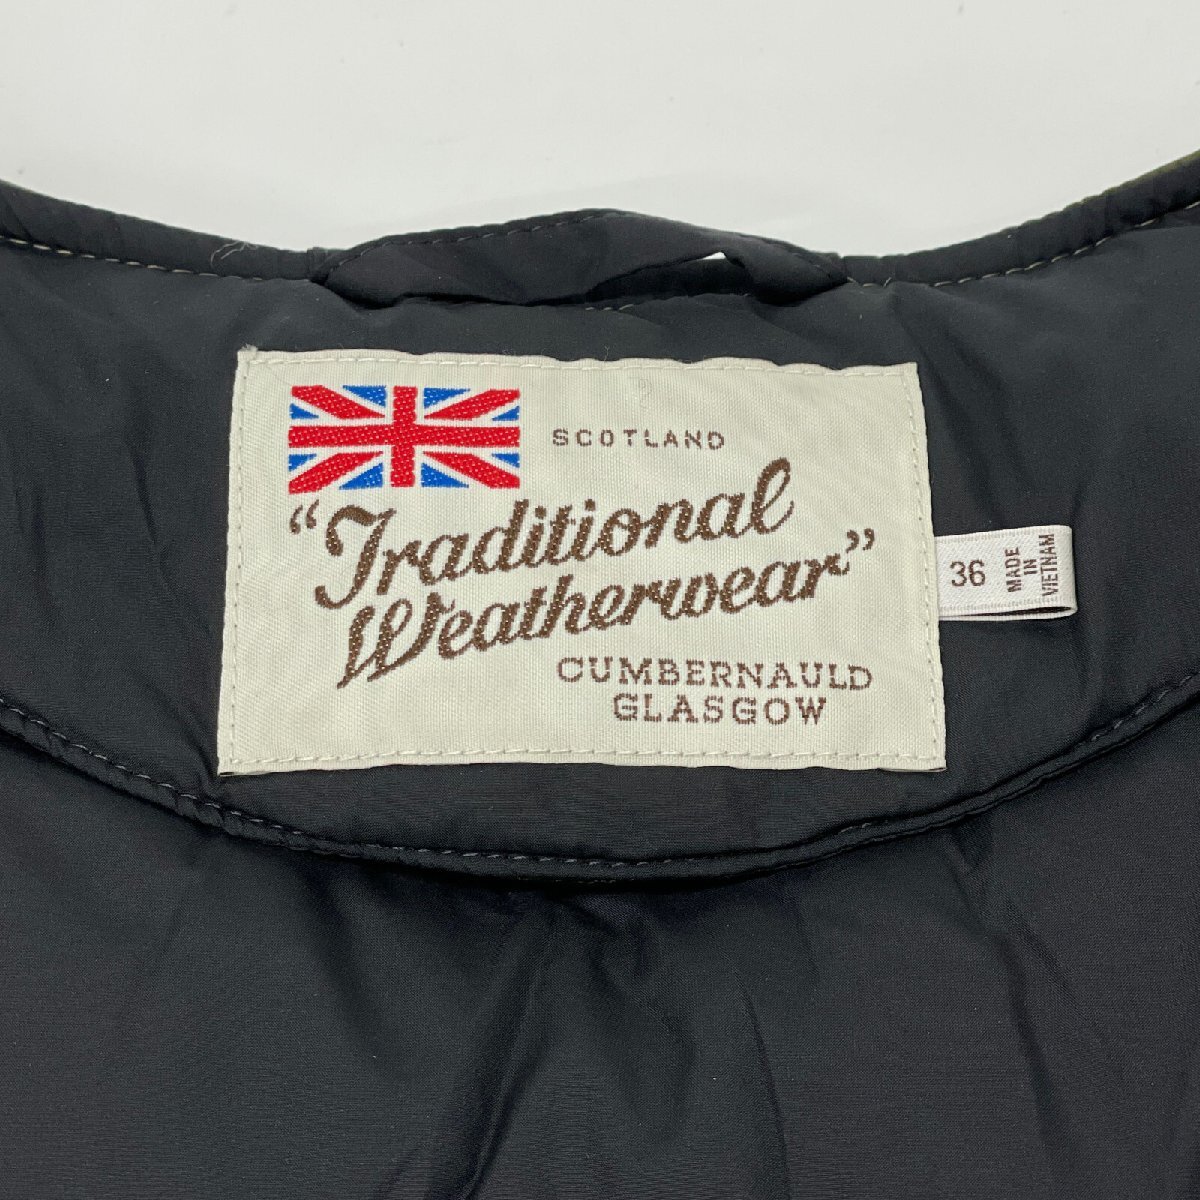 SCOTLAND
“Traditional
Weatherwear”
CUMBERNAULD
GLASGOW
36
MADE
IN
VIETNAM